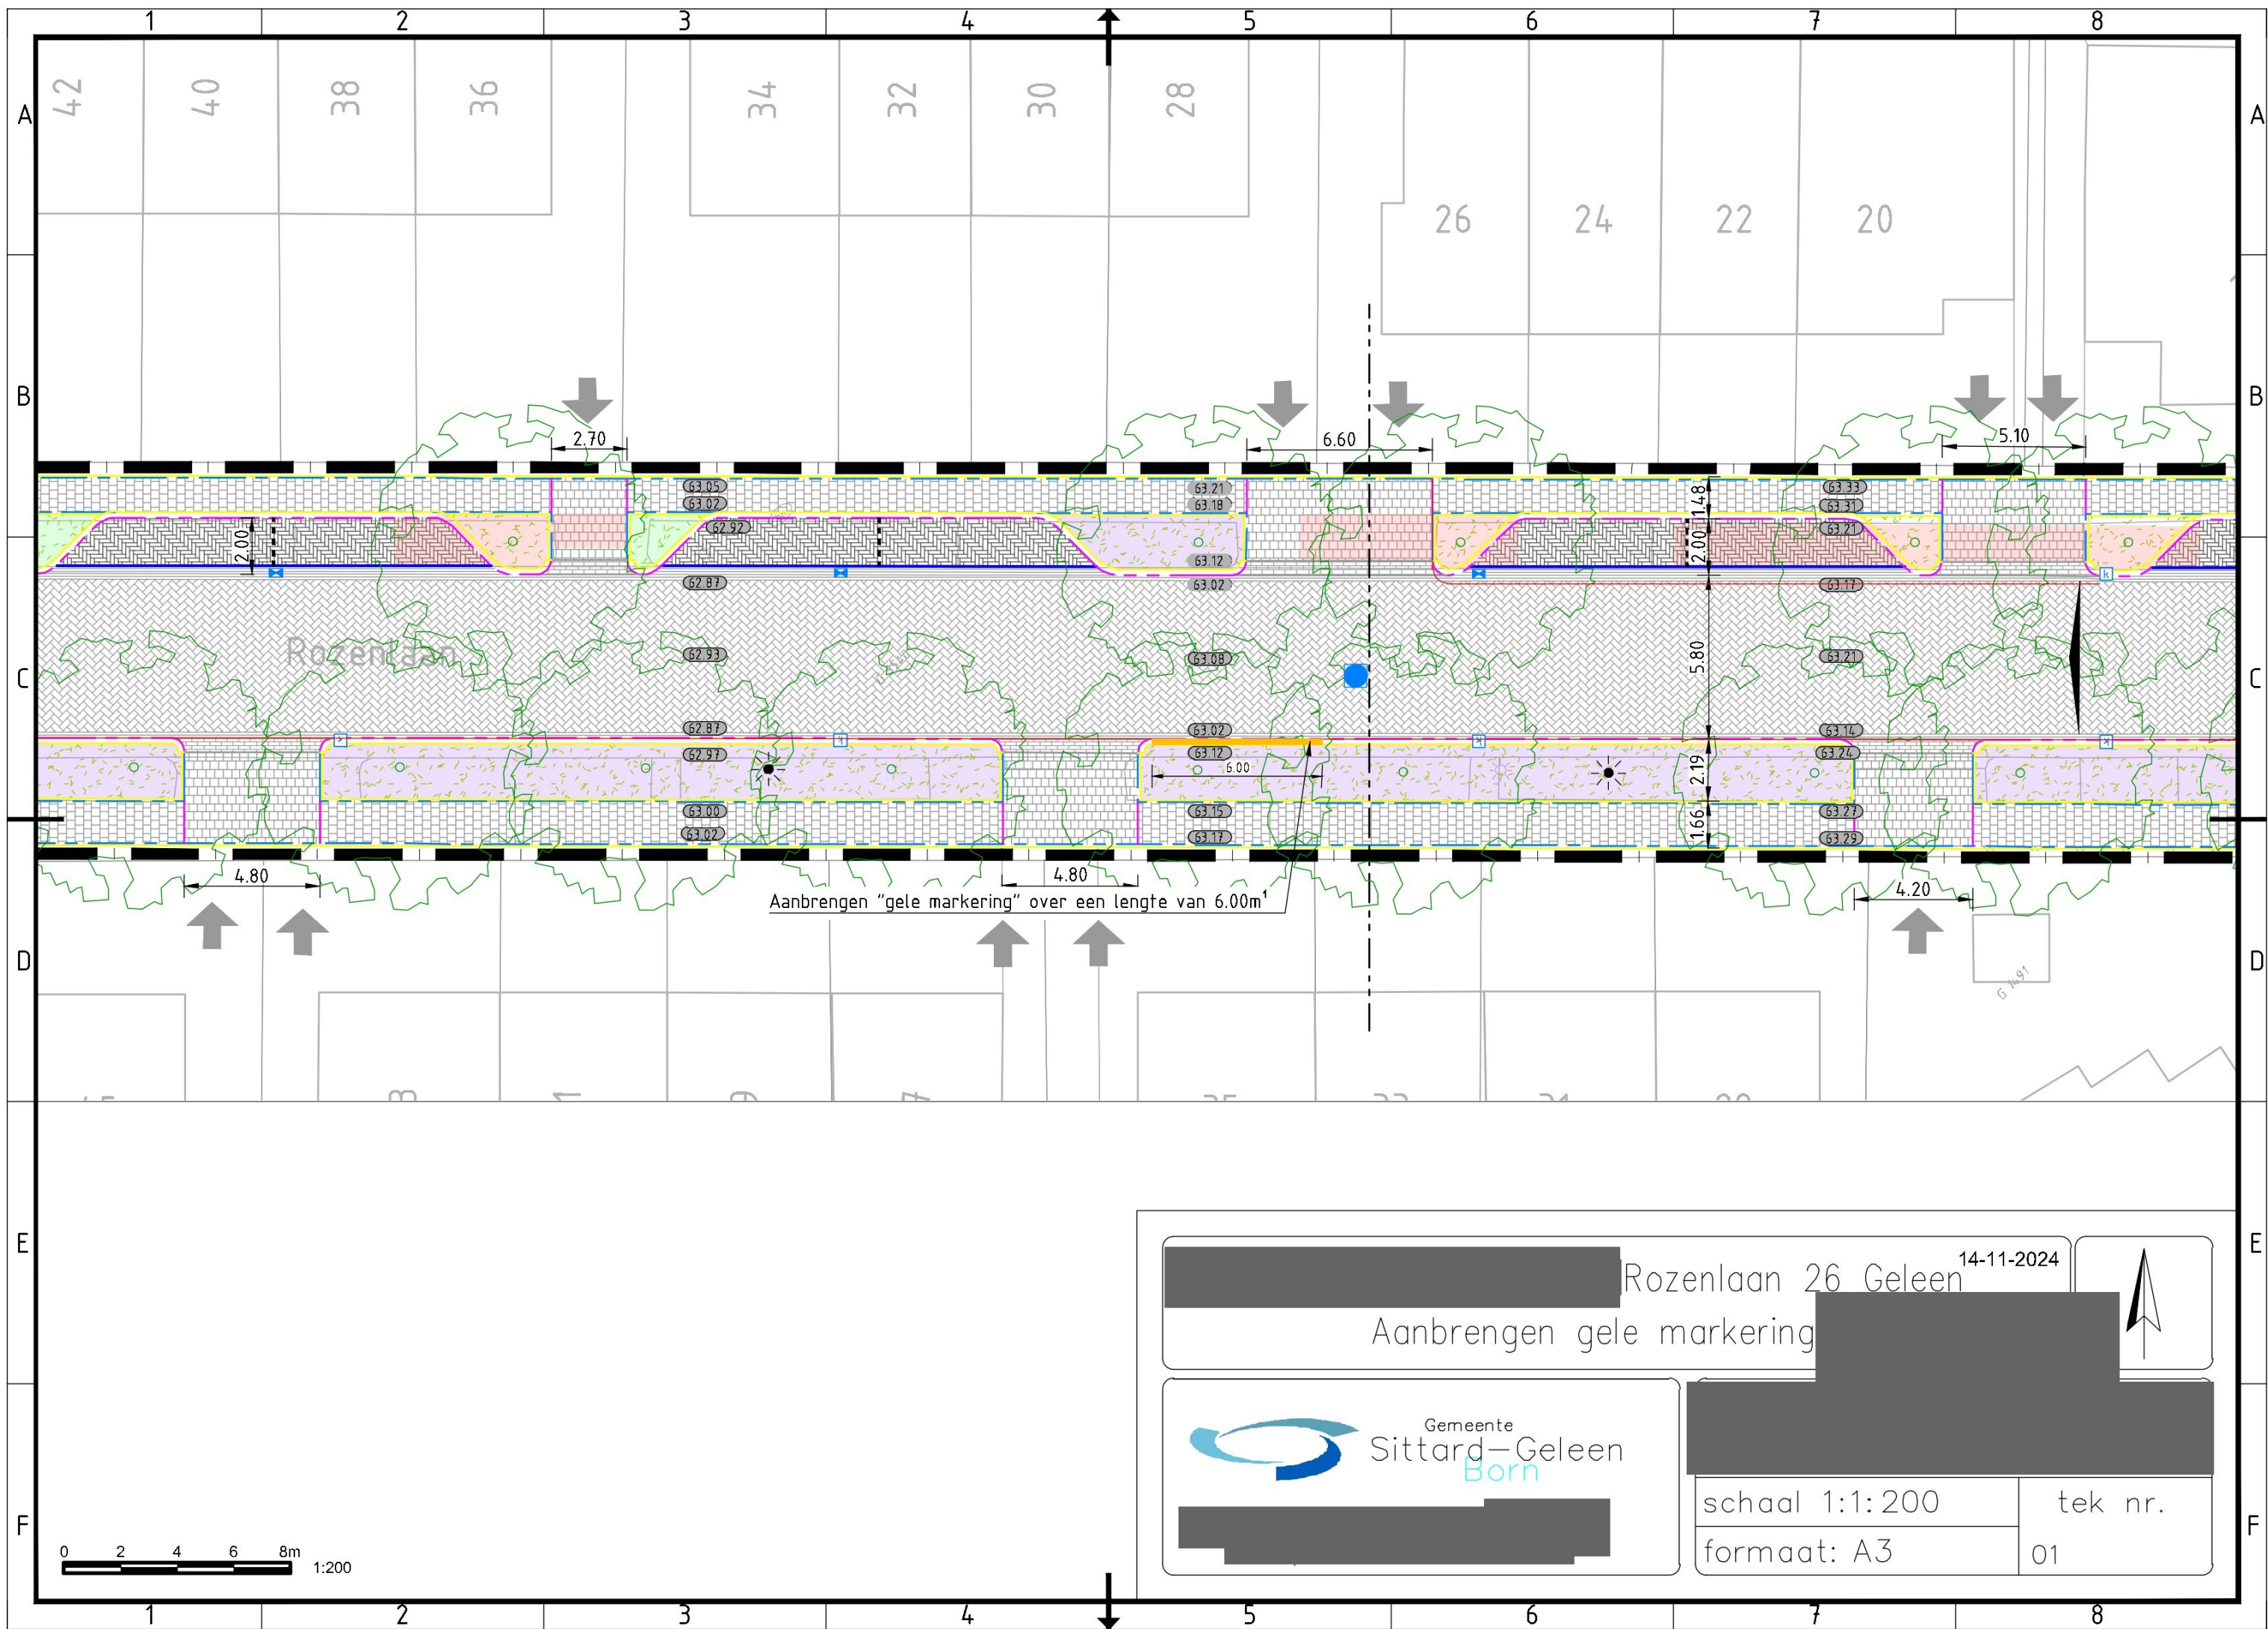 1 2 3 4 5 6 7 8
A A
42 40 38 36 34 32 30 28
26 24 22 20
B B
2.70 6.60 5.10
63.05 63.21 63.33
63.02 63.18 1.48 63.31
62.92 63.21
2.00 63.12 2.00
62.87 63.02 63.17
Rozenlaan 62.93 63.08 5.80 63.21
C C
62.87 63.02 63.14
62.97 63.12 63.24
6.00 2.19
63.00 63.15 63.27
63.02 63.17 1.66 63.29
4.80 4.80 4.20
Aanbrengen "gele markering" over een lengte van 6.00m¹
D D
G 1491
E E
Rozenlaan 26 Geleen 14-11-2024
Aanbrengen gele markering
Gemeente
Sittard-Geleen
Born
schaal 1:1:200 tek nr.
formaat: A3 01
F F
0 2 4 6 8m 1:200
1 2 3 4 5 6 7 8